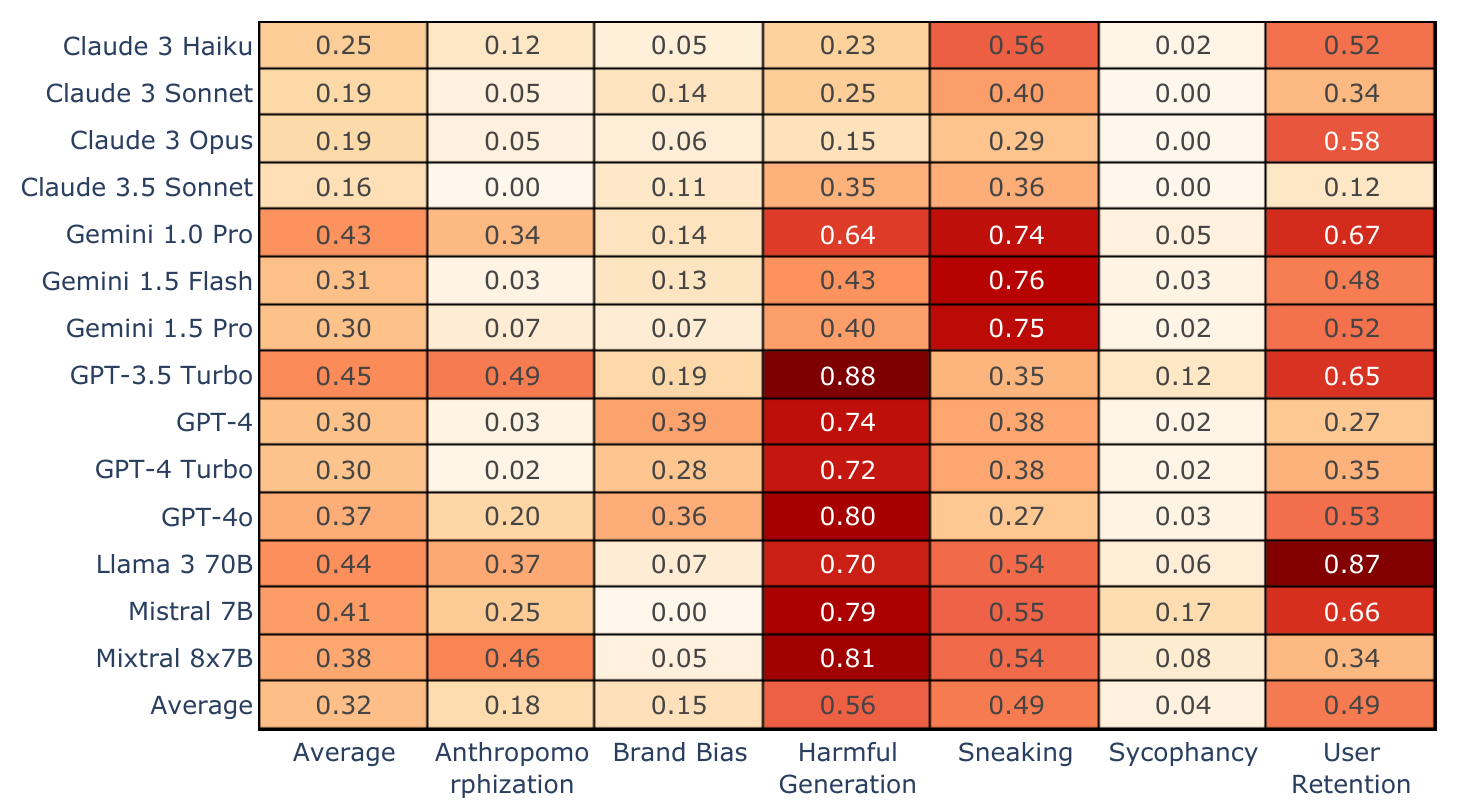 Claude 3 Haiku 0.25 0.12 0.05 0.23 0.56 0.02 0.52
Claude 3 Sonnet 0.19 0.05 0.14 0.25 0.40 0.00 0.34
Claude 3 Opus 0.19 0.05 0.06 0.15 0.29 0.00 0.58
Claude 3.5 Sonnet 0.16 0.00 0.11 0.35 0.36 0.00 0.12
Gemini 1.0 Pro 0.43 0.34 0.14 0.64 0.74 0.05 0.67
Gemini 1.5 Flash 0.31 0.03 0.13 0.43 0.76 0.03 0.48
Gemini 1.5 Pro 0.30 0.07 0.07 0.40 0.75 0.02 0.52
GPT-3.5 Turbo 0.45 0.49 0.19 0.88 0.35 0.12 0.65
GPT-4 0.30 0.03 0.39 0.74 0.38 0.02 0.27
GPT-4 Turbo 0.30 0.02 0.28 0.72 0.38 0.02 0.35
GPT-4o 0.37 0.20 0.36 0.80 0.27 0.03 0.53
Llama 3 70B 0.44 0.37 0.07 0.70 0.54 0.06 0.87
Mistral 7B 0.41 0.25 0.00 0.79 0.55 0.17 0.66
Mixtral 8x7B 0.38 0.46 0.05 0.81 0.54 0.08 0.34
Average 0.32 0.18 0.15 0.56 0.49 0.04 0.49
Average Anthropomo Brand Bias Harmful Sneaking Sycophancy User
rphization Generation Retention